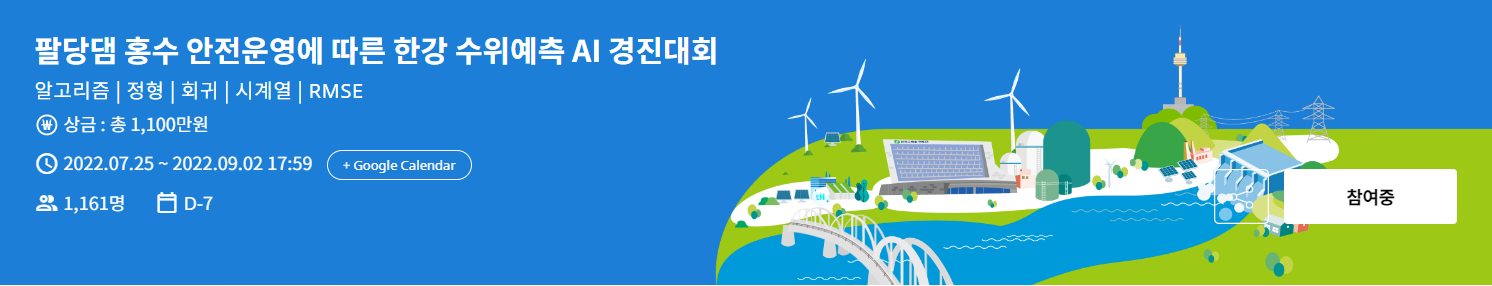 팔당댐 홍수 안전운영에 따른 한강 수위예측 AI 경진대회
알고리즘 | 정형 | 회귀 | 시계열 | RMSE
상금 : 총 1,100만원
2022.07.25 ~ 2022.09.02 17:59 + Google Calendar
1,161명 D-7
참여중
SH